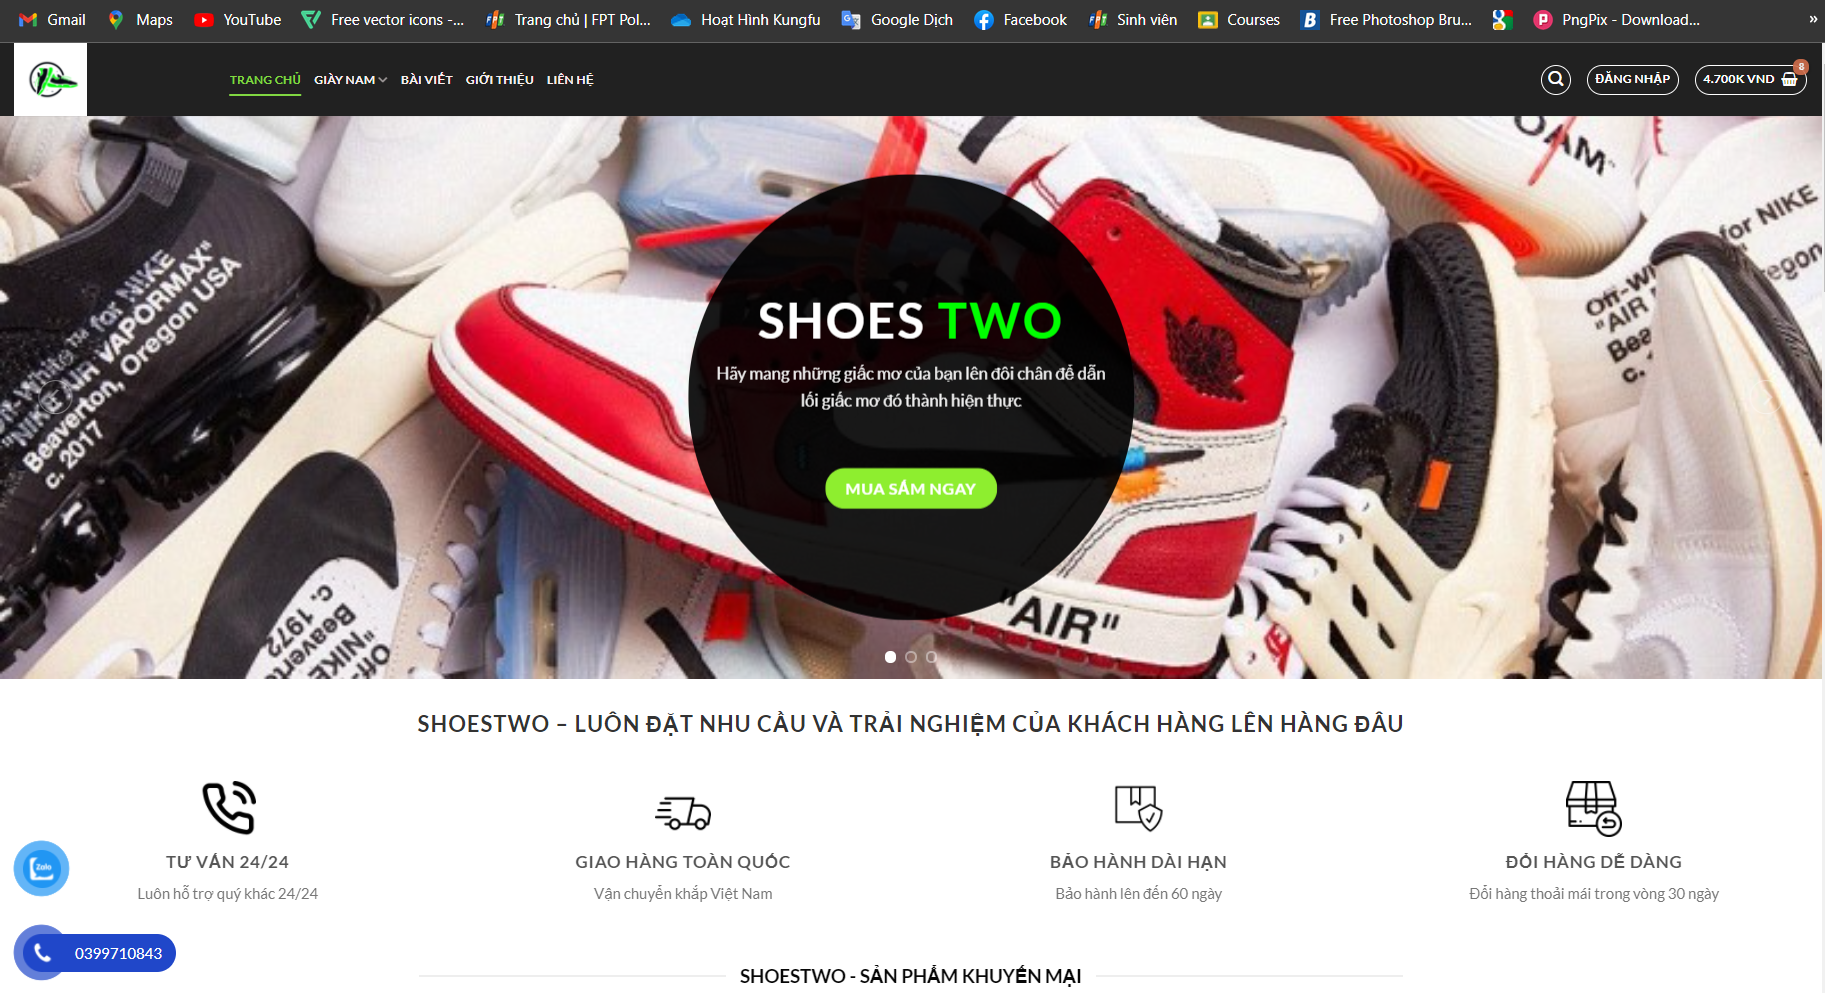 Gmail
Maps
YouTube
Free vector icons -...
Trang chủ | FPT Pol...
Hoạt Hình Kungfu
Google Dịch
Facebook
Sinh viên
Courses
Free Photoshop Bru...
PngPix - Download...
»
TRANG CHỦ
GIÀY NAM
BÀI VIẾT
GIỚI THIỆU
LIÊN HỆ
ĐĂNG NHẬP
4.700K VND
8
OAM"
for NIKE
Off-White™ for NIKE
"NIKE AIR VAPORMAX"
Beaverton, Oregon USA
c. 2017
"AIR
c.
SHOES TWO
Hãy mang những giấc mơ của bạn lên đôi chân để dẫn
lối giấc mơ đó thành hiện thực
MUA SẮM NGAY
"AIR"
"NIKE
c. 1972
SHOESTWO – LUÔN ĐẶT NHU CẦU VÀ TRẢI NGHIỆM CỦA KHÁCH HÀNG LÊN HÀNG ĐẦU
TƯ VẤN 24/24
Luôn hỗ trợ quý khác 24/24
GIAO HÀNG TOÀN QUỐC
Vận chuyển khắp Việt Nam
BẢO HÀNH DÀI HẠN
Bảo hành lên đến 60 ngày
ĐỔI HÀNG DỄ DÀNG
Đổi hàng thoải mái trong vòng 30 ngày
Zalo
0399710843
SHOESTWO - SẢN PHẨM KHUYẾN MẠI